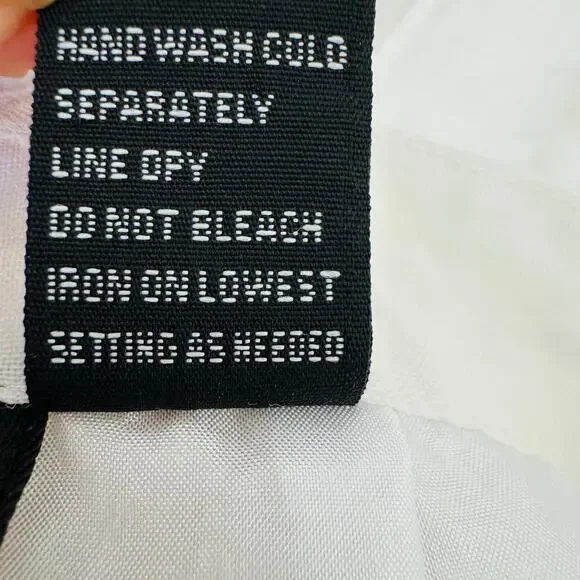 HAND WASH COLD
SEPARATELY
LINE DRY
DO NOT BLEACH
IRON ON LOWEST
SETTING AS NEEDED